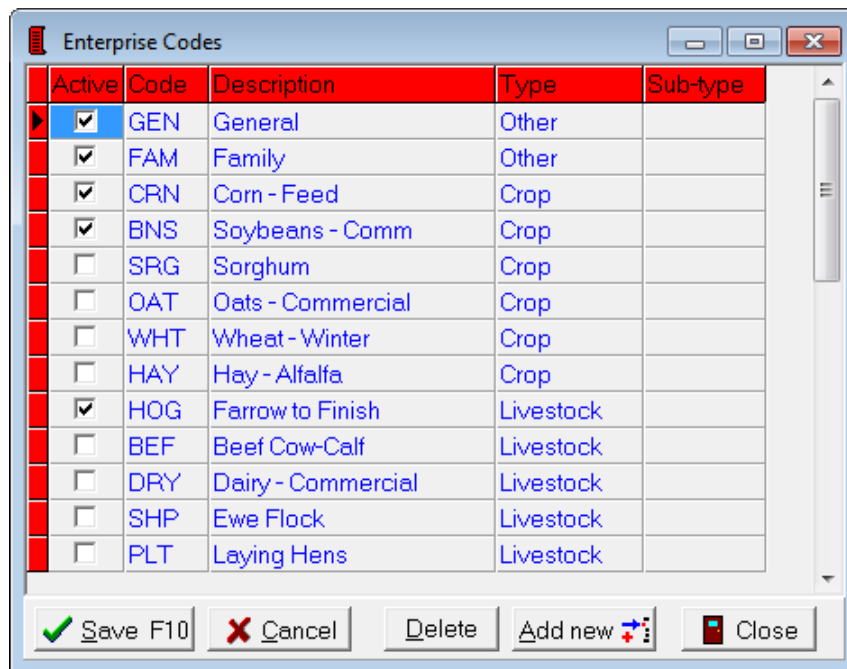 Enterprise Codes
Active Code Description Type Sub-type
GEN General Other
FAM Family Other
CRN Corn - Feed Crop
BNS Soybeans - Comm Crop
SRG Sorghum Crop
OAT Oats - Commercial Crop
WHT Wheat - Winter Crop
HAY Hay - Alfalfa Crop
HOG Farrow to Finish Livestock
BEF Beef Cow-Calf Livestock
DRY Dairy - Commercial Livestock
SHP Ewe Flock Livestock
PLT Laying Hens Livestock
Save F10 Cancel Delete Add new Close